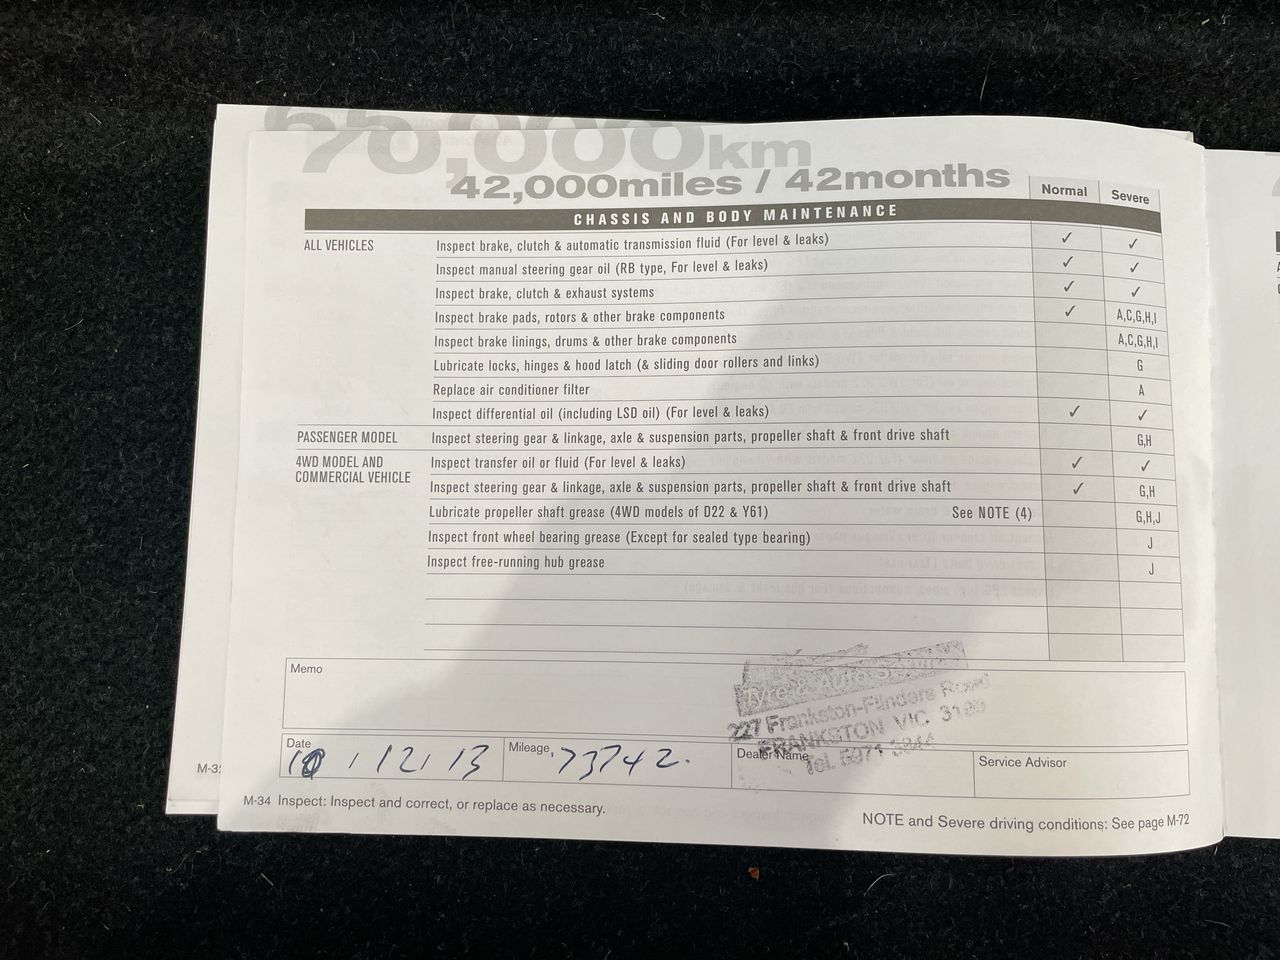 70,000km
42,000miles / 42months
Normal Severe
CHASSIS AND BODY MAINTENANCE
ALL VEHICLES Inspect brake, clutch & automatic transmission fluid (For level & leaks) ✓ ✓
Inspect manual steering gear oil (RB type, For level & leaks) ✓ ✓
Inspect brake, clutch & exhaust systems ✓ ✓
Inspect brake pads, rotors & other brake components ✓ A,C,G,H,I
Inspect brake linings, drums & other brake components A,C,G,H,I
Lubricate locks, hinges & hood latch (& sliding door rollers and links) G
Replace air conditioner filter A
Inspect differential oil (including LSD oil) (For level & leaks) ✓ ✓
PASSENGER MODEL Inspect steering gear & linkage, axle & suspension parts, propeller shaft & front drive shaft G,H
4WD MODEL AND Inspect transfer oil or fluid (For level & leaks) ✓ ✓
COMMERCIAL VEHICLE Inspect steering gear & linkage, axle & suspension parts, propeller shaft & front drive shaft ✓ G,H
Lubricate propeller shaft grease (4WD models of D22 & Y61) See NOTE (4) G,H,J
Inspect front wheel bearing grease (Except for sealed type bearing) J
Inspect free-running hub grease J
Memo
Tyre & Auto
227 Frankston-Flinders Road
FRANKSTON VIC
Tel. 5971
Date 10 / 12 / 13 Mileage 73742. Dealer Name Service Advisor
M-34 Inspect: Inspect and correct, or replace as necessary.
NOTE and Severe driving conditions: See page M-72